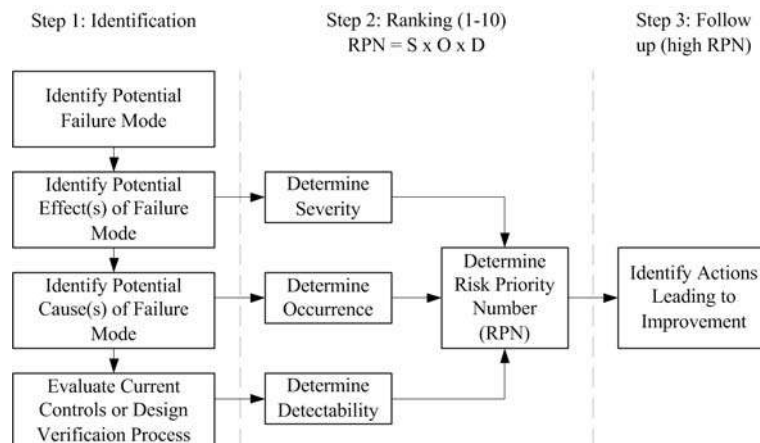 Step 1: Identification
Step 2: Ranking (1-10)
RPN = S x O x D
Step 3: Follow
up (high RPN)
Identify Potential
Failure Mode
Identify Potential
Effect(s) of Failure
Mode
Determine
Severity
Identify Potential
Cause(s) of Failure
Mode
Determine
Occurrence
Determine
Risk Priority
Number
(RPN)
Identify Actions
Leading to
Improvement
Evaluate Current
Controls or Design
Verificaion Process
Determine
Detectability